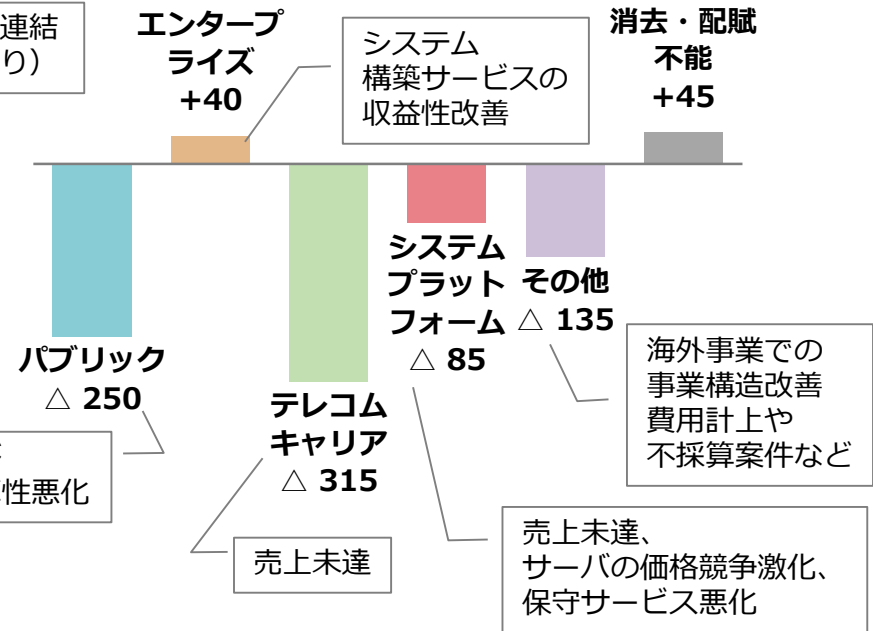 連結
り）
エンタープ
ライズ
+40
システム
構築サービスの
収益性改善
消去・配賦
不能
+45
パブリック
△ 250
性悪化
テレコム
キャリア
△ 315
売上未達
システム
プラット
フォーム
△ 85
その他
△ 135
海外事業での
事業構造改善
費用計上や
不採算案件など
売上未達、
サーバの価格競争激化、
保守サービス悪化